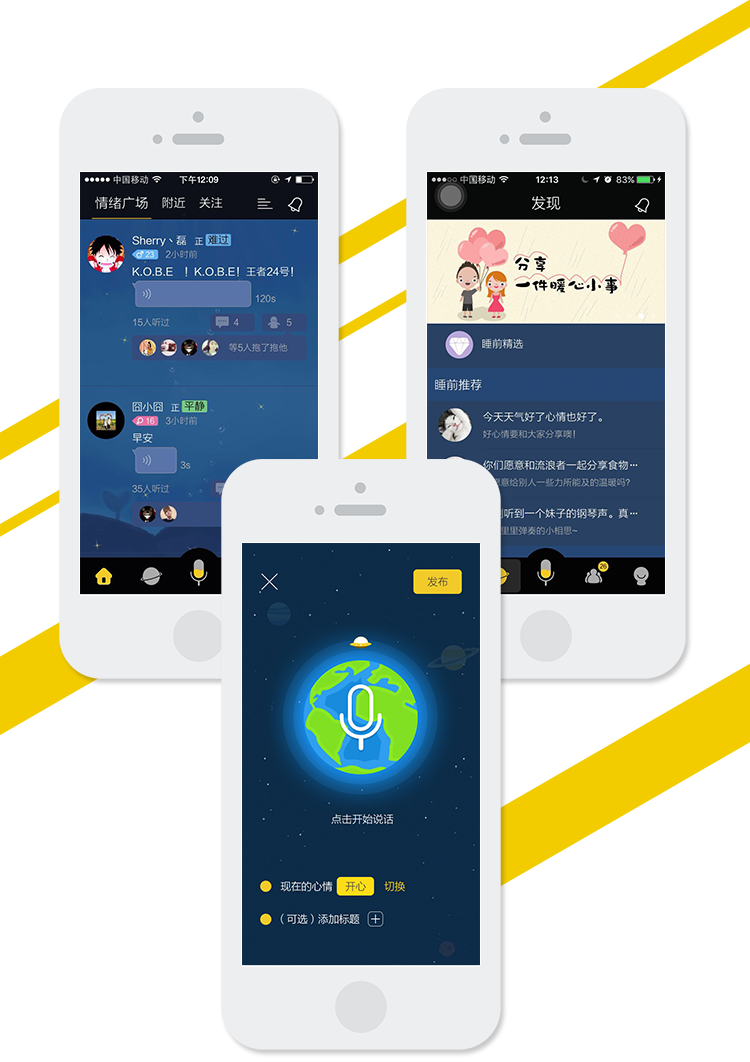 中国移动 下午12:09
情绪广场 附近 关注
Sherry丶磊 正 难过
23 2小时前
K.O.B.E ！K.O.B.E！王者24号！
120s
15人听过 4 5
等5人抱了抱他
囧小囧 正 平静
16 3小时前
早安
3s
35人听过
中国移动 12:13 83%
发现
分享
一件暖心小事
睡前精选
睡前推荐
今天天气好了心情也好了。
好心情要和大家分享噢！
你们愿意和流浪者一起分享食物…
愿意给别人一些力所能及的温暖吗？
听到一个妹子的钢琴声。真…
里里弹奏的小相思~
26
发布
点击开始说话
现在的心情 开心 切换
（可选）添加标题